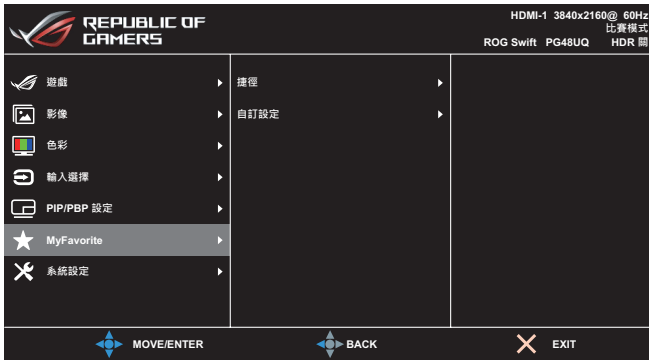 REPUBLIC OF
GAMERS
HDMI-1 3840x2160@ 60Hz
比賽模式
ROG Swift PG48UQ HDR 關
遊戲
影像
色彩
輸入選擇
PIP/PBP 設定
MyFavorite
系統設定
捷徑
自訂設定
MOVE/ENTER
BACK
EXIT